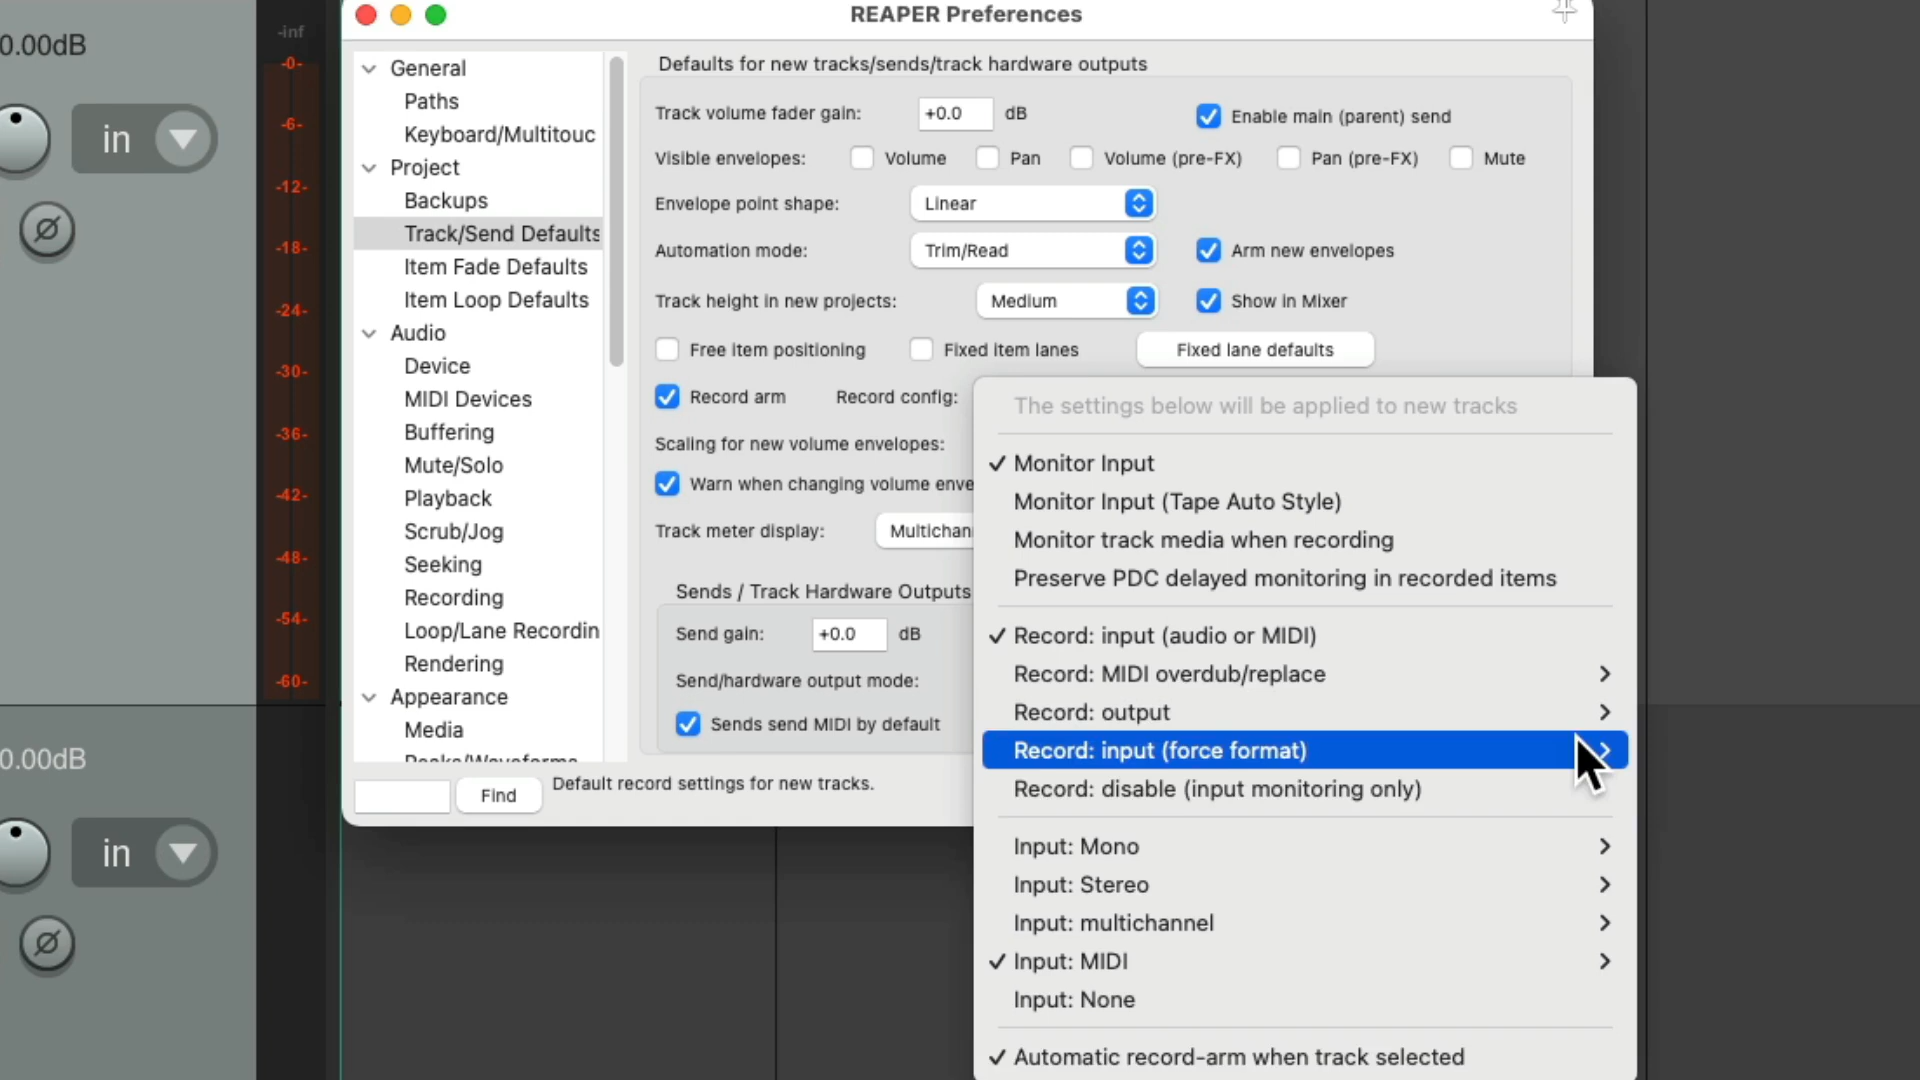 REAPER Preferences
0.00dB
in
-inf
-0-
-6-
-12-
-18-
-24-
-30-
-36-
-42-
-48-
-54-
-60-
0.00dB
in
General
Paths
Keyboard/Multitouc
Project
Backups
Track/Send Defaults
Item Fade Defaults
Item Loop Defaults
Audio
Device
MIDI Devices
Buffering
Mute/Solo
Playback
Scrub/Jog
Seeking
Recording
Loop/Lane Recordin
Rendering
Appearance
Media
Peaks/Waveforms
Find
Defaults for new tracks/sends/track hardware outputs
Track volume fader gain: +0.0 dB Enable main (parent) send
Visible envelopes: Volume Pan Volume (pre-FX) Pan (pre-FX) Mute
Envelope point shape: Linear
Automation mode: Trim/Read Arm new envelopes
Track height in new projects: Medium Show in Mixer
Free item positioning Fixed item lanes Fixed lane defaults
Record arm Record config:
Scaling for new volume envelopes:
Warn when changing volume enve
Track meter display: Multichan
Sends / Track Hardware Outputs
Send gain: +0.0 dB
Send/hardware output mode:
Sends send MIDI by default
Default record settings for new tracks.
The settings below will be applied to new tracks
Monitor Input
Monitor Input (Tape Auto Style)
Monitor track media when recording
Preserve PDC delayed monitoring in recorded items
Record: input (audio or MIDI)
Record: MIDI overdub/replace
Record: output
Record: input (force format)
Record: disable (input monitoring only)
Input: Mono
Input: Stereo
Input: multichannel
Input: MIDI
Input: None
Automatic record-arm when track selected